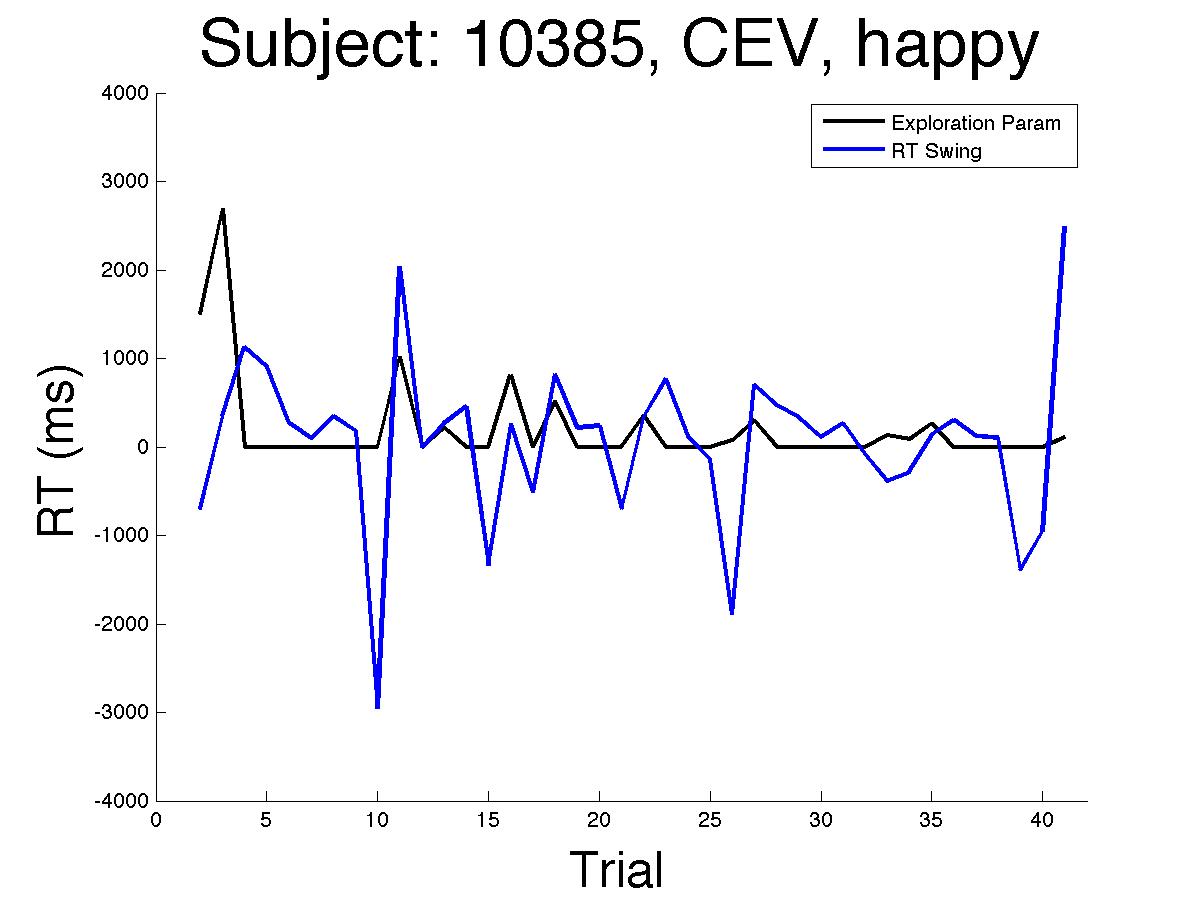 Subject: 10385, CEV, happy
4000
3000
2000
1000
0
-1000
-2000
-3000
-4000
RT (ms)
Exploration Param
RT Swing
0 5 10 15 20 25 30 35 40
Trial